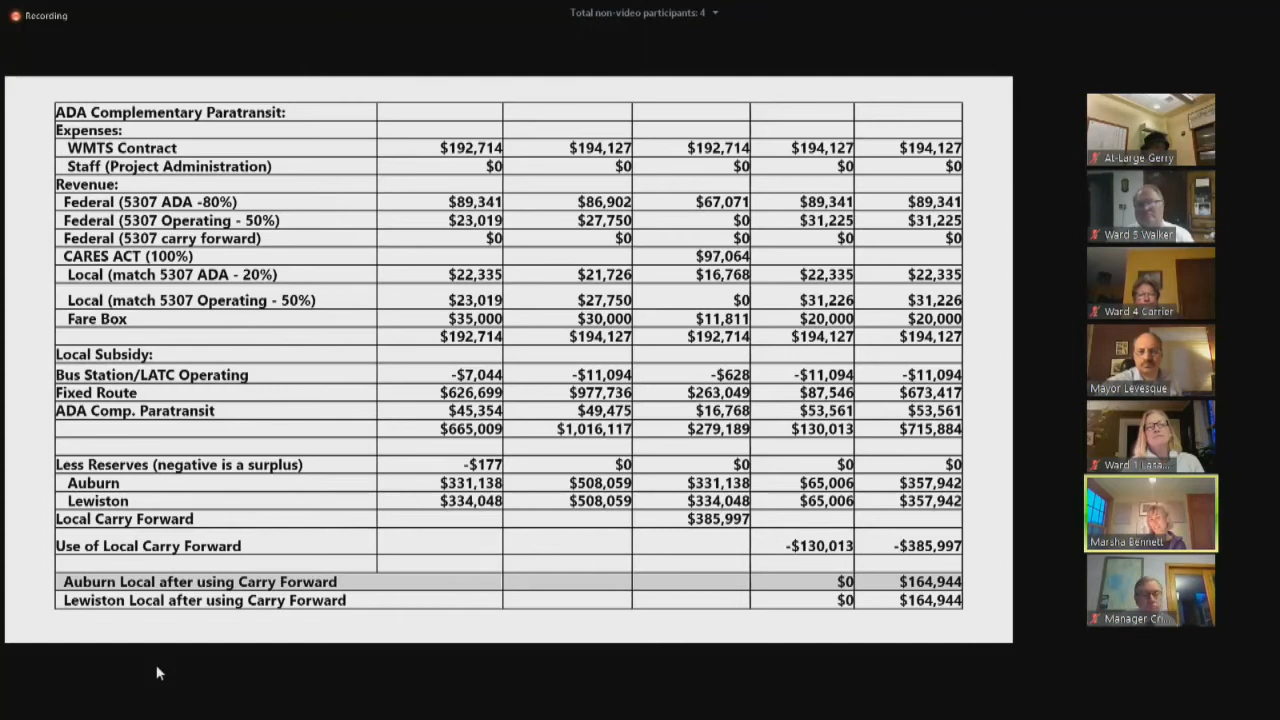 Recording
Total non-video participants: 4
ADA Complementary Paratransit:
Expenses:
WMTS Contract $192,714 $194,127 $192,714 $194,127 $194,127
Staff (Project Administration) $0 $0 $0 $0 $0
Revenue:
Federal (5307 ADA -80%) $89,341 $86,902 $67,071 $89,341 $89,341
Federal (5307 Operating - 50%) $23,019 $27,750 $0 $31,225 $31,225
Federal (5307 carry forward) $0 $0 $0 $0 $0
CARES ACT (100%) $97,064
Local (match 5307 ADA - 20%) $22,335 $21,726 $16,768 $22,335 $22,335
Local (match 5307 Operating - 50%) $23,019 $27,750 $0 $31,226 $31,226
Fare Box $35,000 $30,000 $11,811 $20,000 $20,000
$192,714 $194,127 $192,714 $194,127 $194,127
Local Subsidy:
Bus Station/LATC Operating -$7,044 -$11,094 -$628 -$11,094 -$11,094
Fixed Route $626,699 $977,736 $263,049 $87,546 $673,417
ADA Comp. Paratransit $45,354 $49,475 $16,768 $53,561 $53,561
$665,009 $1,016,117 $279,189 $130,013 $715,884
Less Reserves (negative is a surplus) -$177 $0 $0 $0 $0
Auburn $331,138 $508,059 $331,138 $65,006 $357,942
Lewiston $334,048 $508,059 $334,048 $65,006 $357,942
Local Carry Forward $385,997
Use of Local Carry Forward -$130,013 -$385,997
Auburn Local after using Carry Forward $0 $164,944
Lewiston Local after using Carry Forward $0 $164,944
At-Large Gerry
Ward 5 Walker
Ward 4 Carrier
Mayor Levesque
Ward 1 Lasa...
Marsha Bennett
Manager Cri...